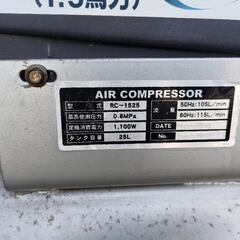 (1.5馬力)
AIR COMPRESSOR
型 式 RC-1525 流 量 50Hz:105L/min
最高使用圧力 0.8MPa 60Hz:115L/min
定格消費電力 1,100W DATE
タンク容量 25L No.